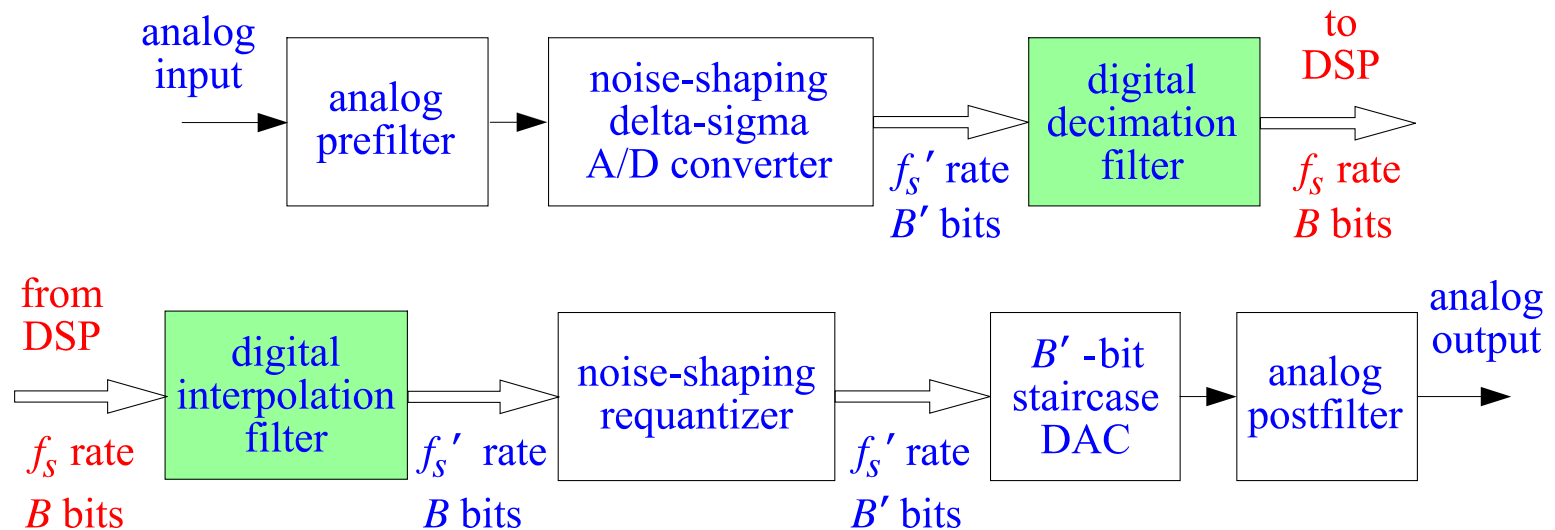 analog
input
analog
prefilter
noise-shaping
delta-sigma
A/D converter
fs′ rate
B′ bits
digital
decimation
filter
to
DSP
fs rate
B bits
from
DSP
fs rate
B bits
digital
interpolation
filter
fs′ rate
B bits
noise-shaping
requantizer
fs′ rate
B′ bits
B′ -bit
staircase
DAC
analog
postfilter
analog
output